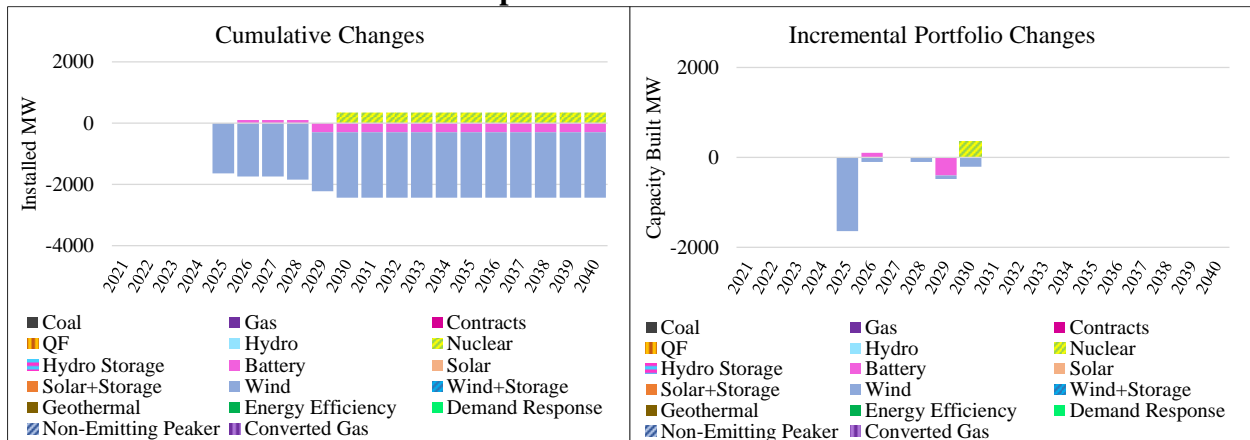 Cumulative Changes
Installed MW
2000
0
-2000
-4000
2021 2022 2023 2024 2025 2026 2027 2028 2029 2030 2031 2032 2033 2034 2035 2036 2037 2038 2039 2040
Coal Gas Contracts
QF Hydro Nuclear
Hydro Storage Battery Solar
Solar+Storage Wind Wind+Storage
Geothermal Energy Efficiency Demand Response
Non-Emitting Peaker Converted Gas
Incremental Portfolio Changes
Capacity Built MW
2000
0
-2000
2021 2022 2023 2024 2025 2026 2027 2028 2029 2030 2031 2032 2033 2034 2035 2036 2037 2038 2039 2040
Coal Gas Contracts
QF Hydro Nuclear
Hydro Storage Battery Solar
Solar+Storage Wind Wind+Storage
Geothermal Energy Efficiency Demand Response
Non-Emitting Peaker Converted Gas